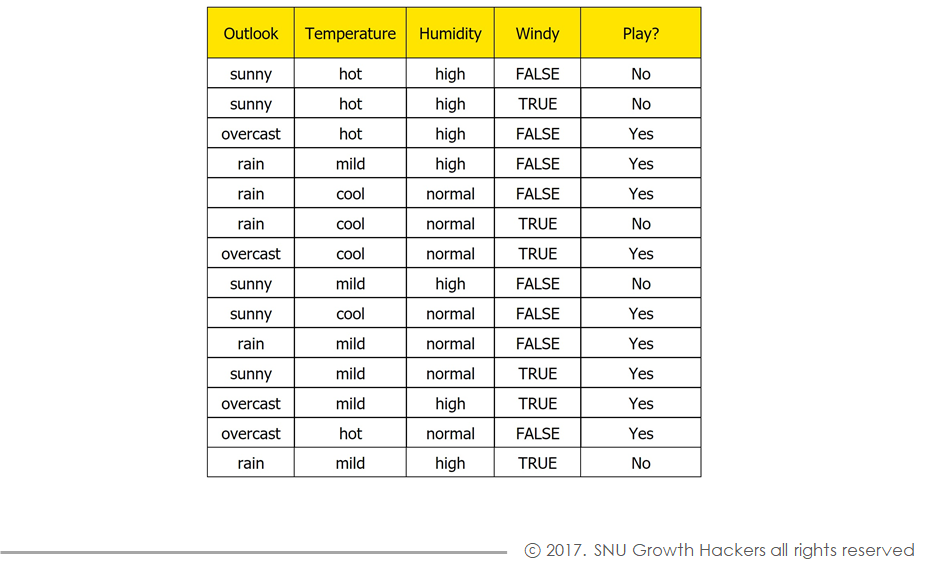 Outlook Temperature Humidity Windy Play?
sunny hot high FALSE No
sunny hot high TRUE No
overcast hot high FALSE Yes
rain mild high FALSE Yes
rain cool normal FALSE Yes
rain cool normal TRUE No
overcast cool normal TRUE Yes
sunny mild high FALSE No
sunny cool normal FALSE Yes
rain mild normal FALSE Yes
sunny mild normal TRUE Yes
overcast mild high TRUE Yes
overcast hot normal FALSE Yes
rain mild high TRUE No
ⓒ 2017. SNU Growth Hackers all rights reserved